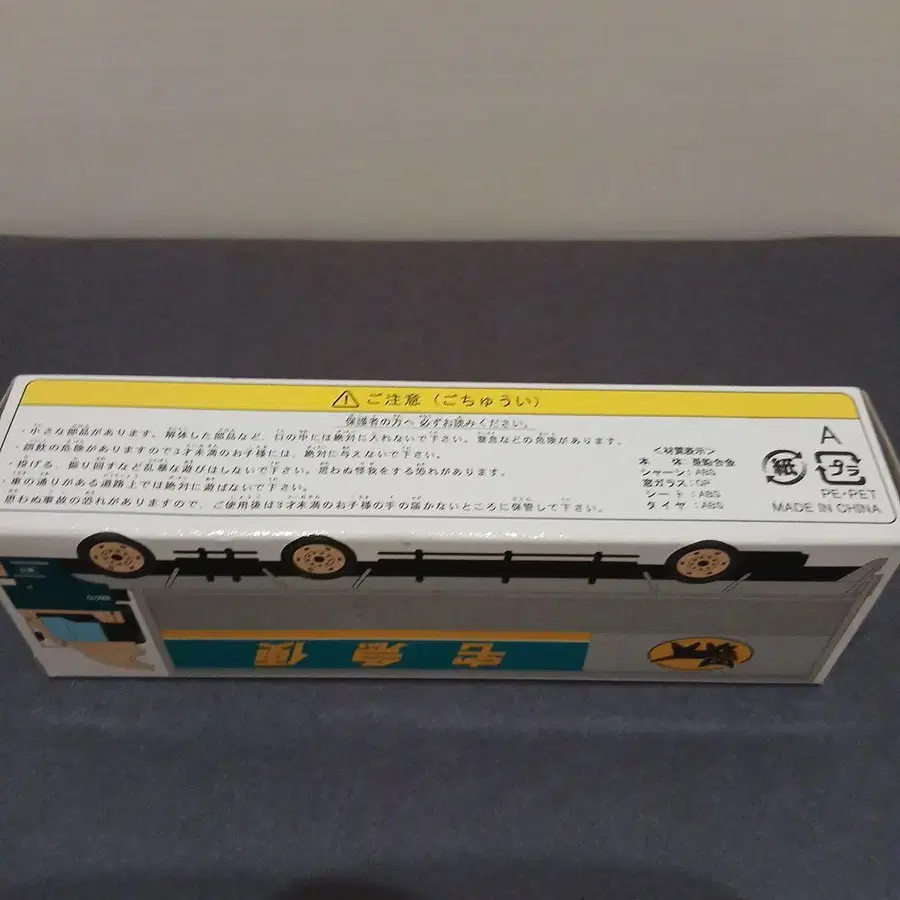 ご注意（ごちゅうい）
保護者の方へ 必ずお読みください。
・小さな部品があります。解体した部品など、口の中には絶対に入れないで下さい。窒息などの危険があります。
・誤飲の危険がありますので3才未満のお子様には、絶対に与えないで下さい。
・投げる、振り回すなど乱暴な遊びはしないで下さい。思わぬ怪我をする恐れがあります。
・車の通りがある道路上では絶対に遊ばないで下さい。
思わぬ事故の恐れがありますので、ご使用後は3才未満のお子様の手の届かないところに保管して下さい。
＜材質表示＞
本体:亜鉛合金
シャーシ:ABS
窓ガラス:GP
シート:ABS
タイヤ:ABS
A
紙
プラ
PE・PET
MADE IN CHINA
宅急便